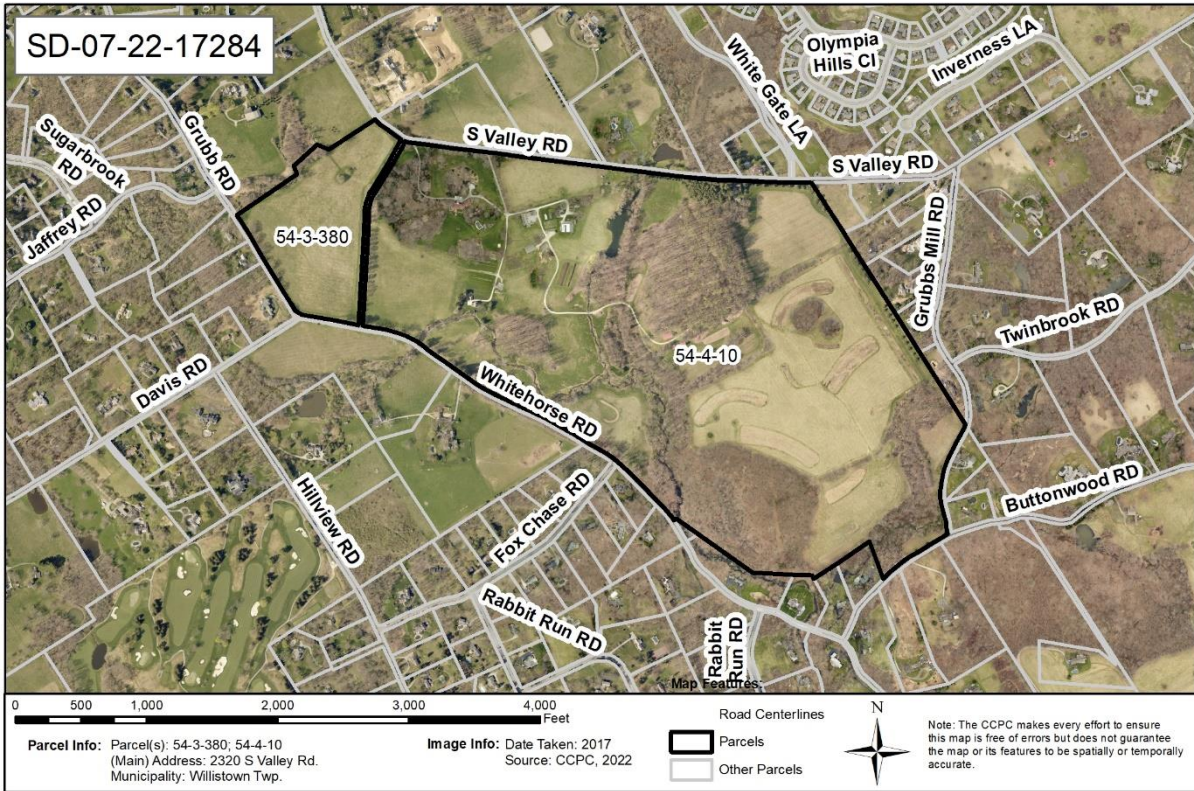 SD-07-22-17284
Olympia
Hills CI
Inverness LA
White Gate LA
S Valley RD
S Valley RD
Grubb RD
Sugarbrook
RD
Jaffrey RD
54-3-380
Grubbs Mill RD
Twinbrook RD
54-4-10
Davis RD
Whitehorse RD
Buttonwood RD
Hillview RD
Fox Chase RD
Rabbit Run RD
Rabbit
Run RD
0 500 1,000 2,000 3,000 4,000
Feet
Parcel Info: Parcel(s): 54-3-380; 54-4-10
(Main) Address: 2320 S Valley Rd.
Municipality: Willistown Twp.
Image Info: Date Taken: 2017
Source: CCPC, 2022
Map Features:
Road Centerlines
Parcels
Other Parcels
N
Note: The CCPC makes every effort to ensure
this map is free of errors but does not guarantee
the map or its features to be spatially or temporally
accurate.